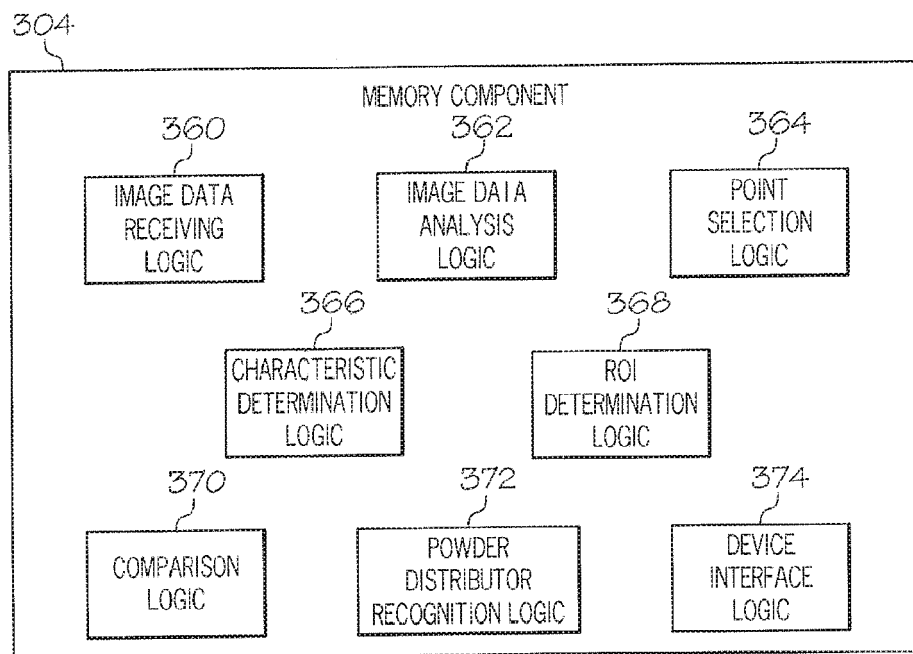 304
MEMORY COMPONENT
360
362
364
IMAGE DATA
RECEIVING
LOGIC
IMAGE DATA
ANALYSIS
LOGIC
POINT
SELECTION
LOGIC
366
368
CHARACTERISTIC
DETERMINATION
LOGIC
ROI
DETERMINATION
LOGIC
370
372
374
COMPARISON
LOGIC
POWDER
DISTRIBUTOR
RECOGNITION LOGIC
DEVICE
INTERFACE
LOGIC